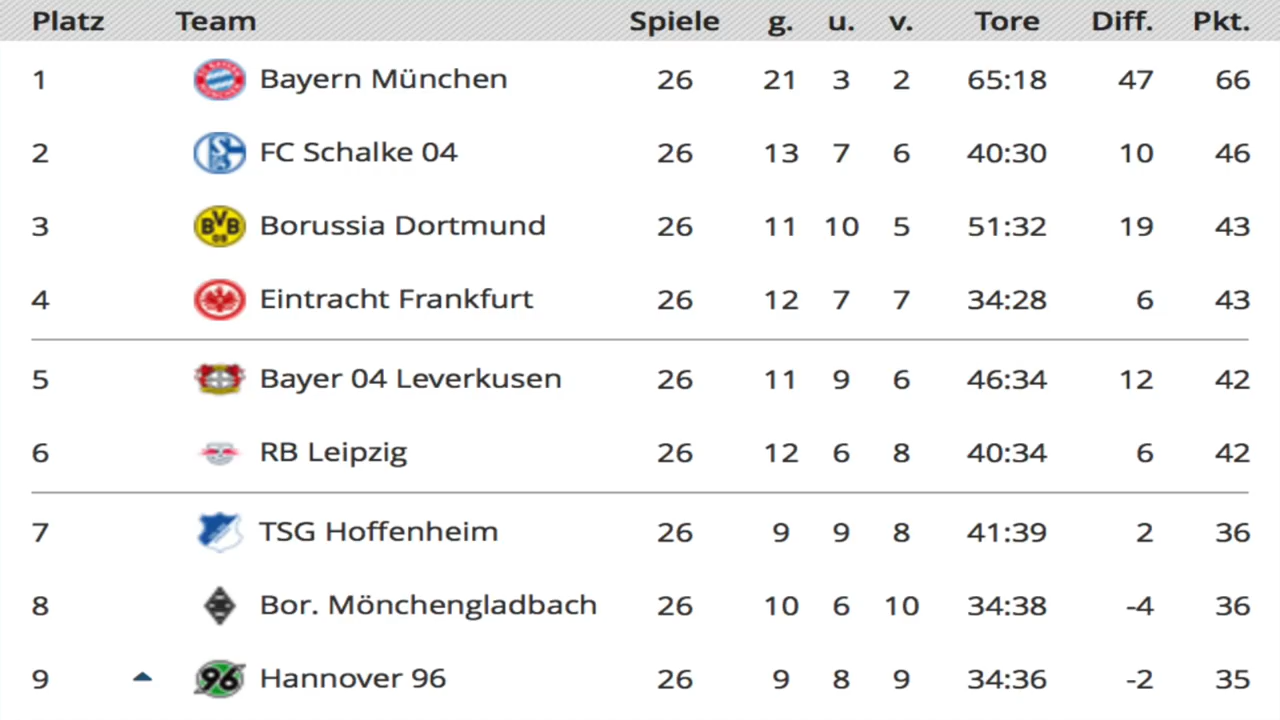 Platz Team Spiele g. u. v. Tore Diff. Pkt.
1 Bayern München 26 21 3 2 65:18 47 66
2 FC Schalke 04 26 13 7 6 40:30 10 46
3 BVB 09 Borussia Dortmund 26 11 10 5 51:32 19 43
4 Eintracht Frankfurt 26 12 7 7 34:28 6 43
5 Bayer 04 Leverkusen 26 11 9 6 46:34 12 42
6 RB Leipzig 26 12 6 8 40:34 6 42
7 TSG Hoffenheim 26 9 9 8 41:39 2 36
8 Bor. Mönchengladbach 26 10 6 10 34:38 -4 36
9 96 Hannover 96 26 9 8 9 34:36 -2 35